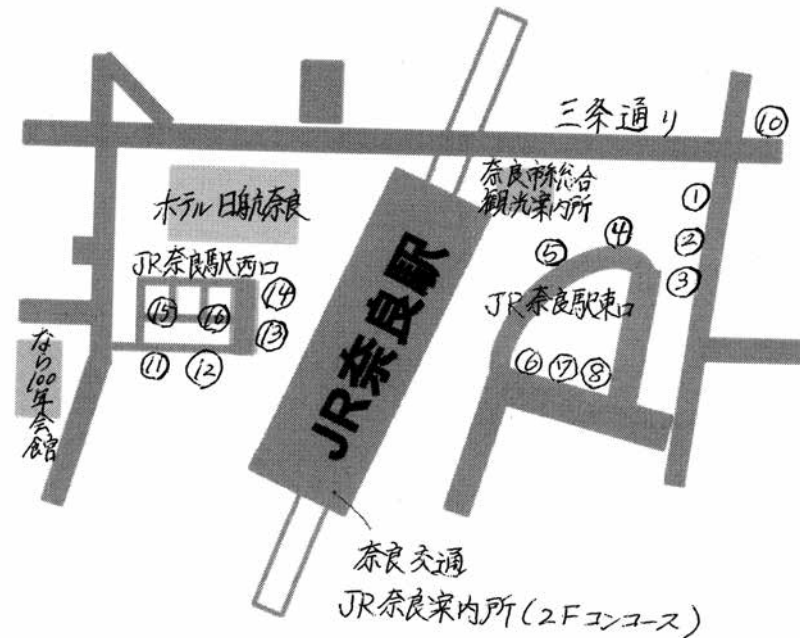 三条通り
⑩
奈良市総合
観光案内所
ホテル日航奈良
①
②
③
④
⑤
JR奈良駅西口
JR奈良駅東口
⑭
⑮
⑯
⑬
⑪
⑫
⑥⑦⑧
なら100年会館
JR奈良駅
奈良交通
JR奈良案内所(2Fコンコース)